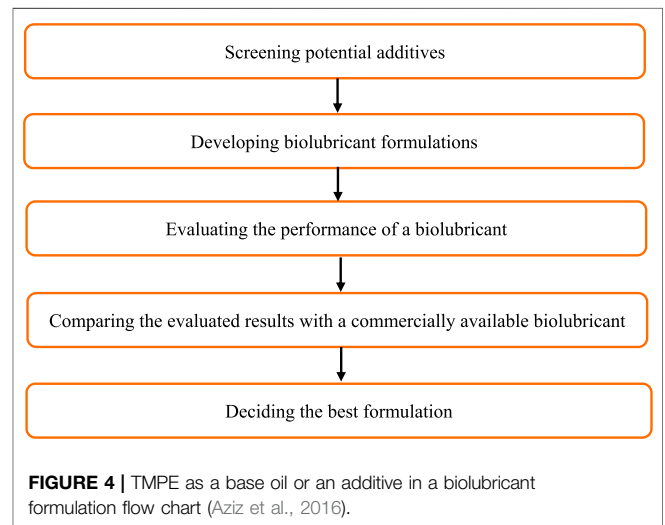 Screening potential additives
Developing biolubricant formulations
Evaluating the performance of a biolubricant
Comparing the evaluated results with a commercially available biolubricant
Deciding the best formulation
FIGURE 4 | TMPE as a base oil or an additive in a biolubricant
formulation flow chart (Aziz et al., 2016).